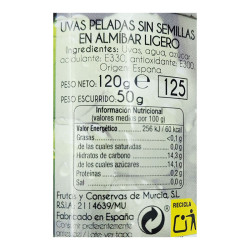 UVAS PELADAS SIN SEMILLAS
EN ALMÍBAR LIGERO
Ingredientes: Uvas, agua, azúcar
acidulante: E330, antioxidante: E300.
Origen: España
PESO NETO: 120g e
125
PESO ESCURRIDO: 50g
Información Nutricional
(valores medios por 100 g)
Valor Energético 256 kJ / 60 kcal
Grasas <0,1 g
de las cuales saturadas 0,0 g
Hidratos de carbono 14,3 g
de los cuales azúcares 14,3 g
Proteínas 0,2 g
Sal 0,0 g
Frutas y Conservas de Murcia, S.L.
R.S.I.: 21/14639/MU
Fabricado en España
RECICLA